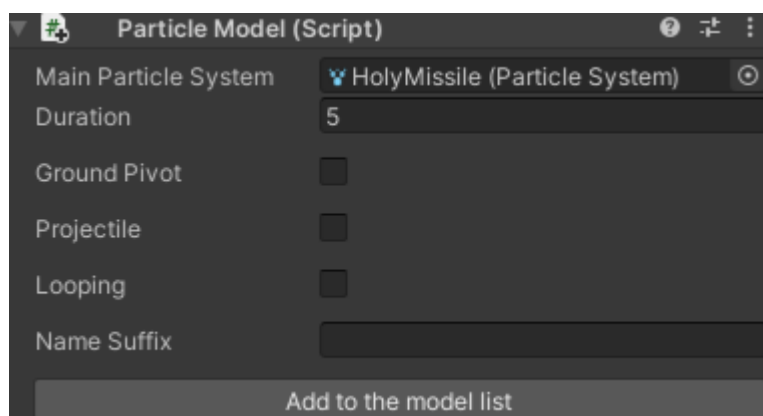 Particle Model (Script)
Main Particle System HolyMissile (Particle System)
Duration 5
Ground Pivot
Projectile
Looping
Name Suffix
Add to the model list